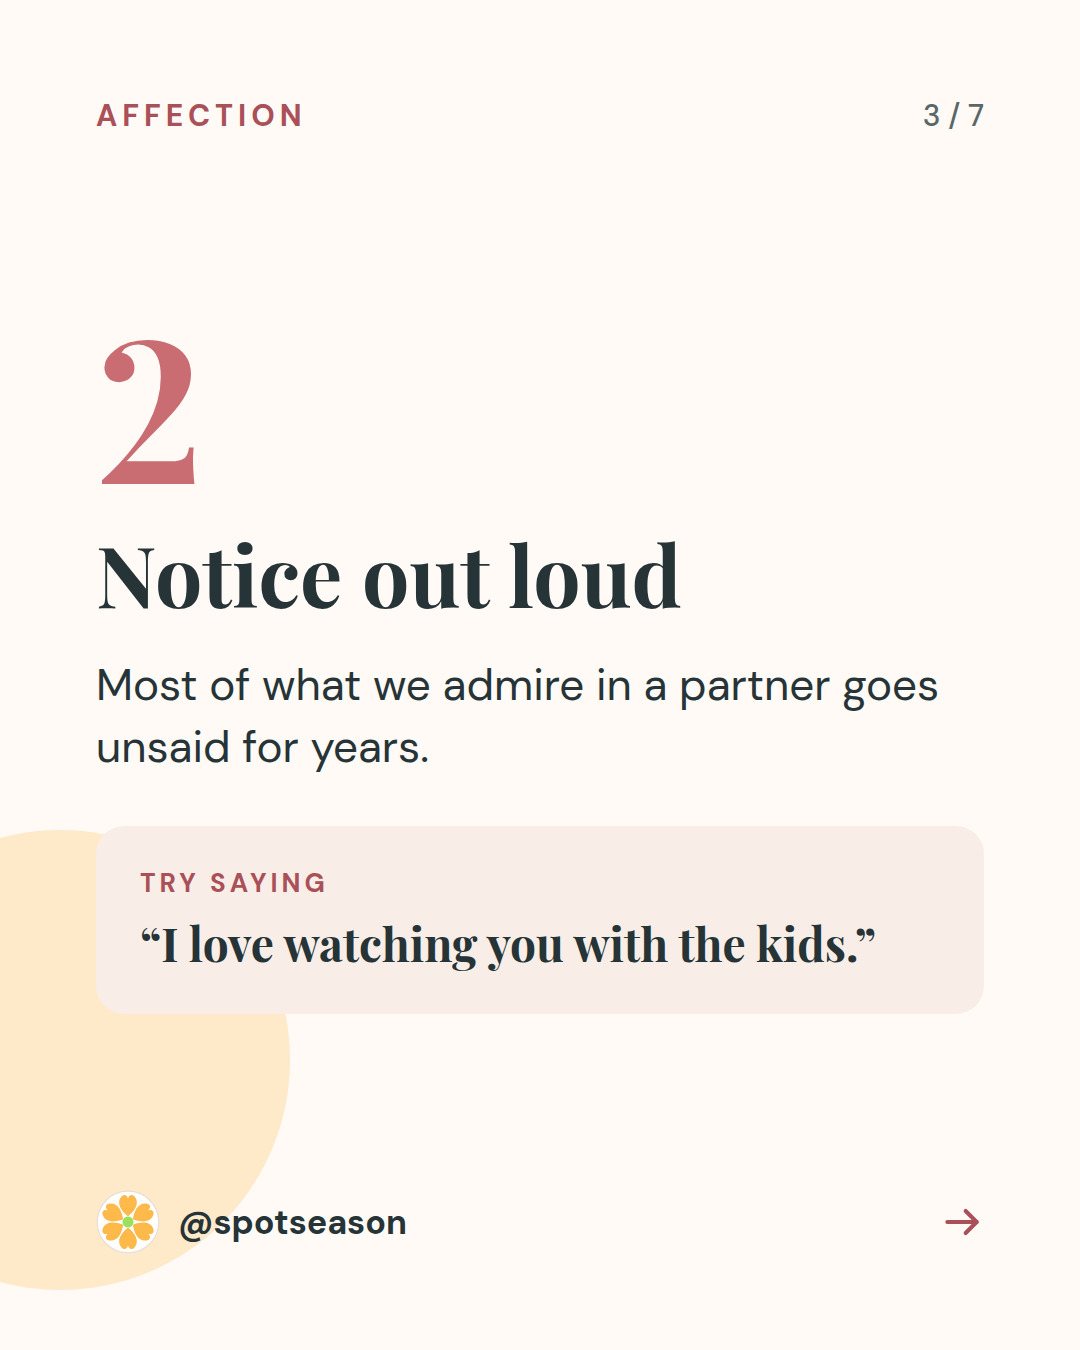 AFFECTION
3 / 7
2
Notice out loud
Most of what we admire in a partner goes
unsaid for years.
TRY SAYING
“I love watching you with the kids.”
@spotseason
→